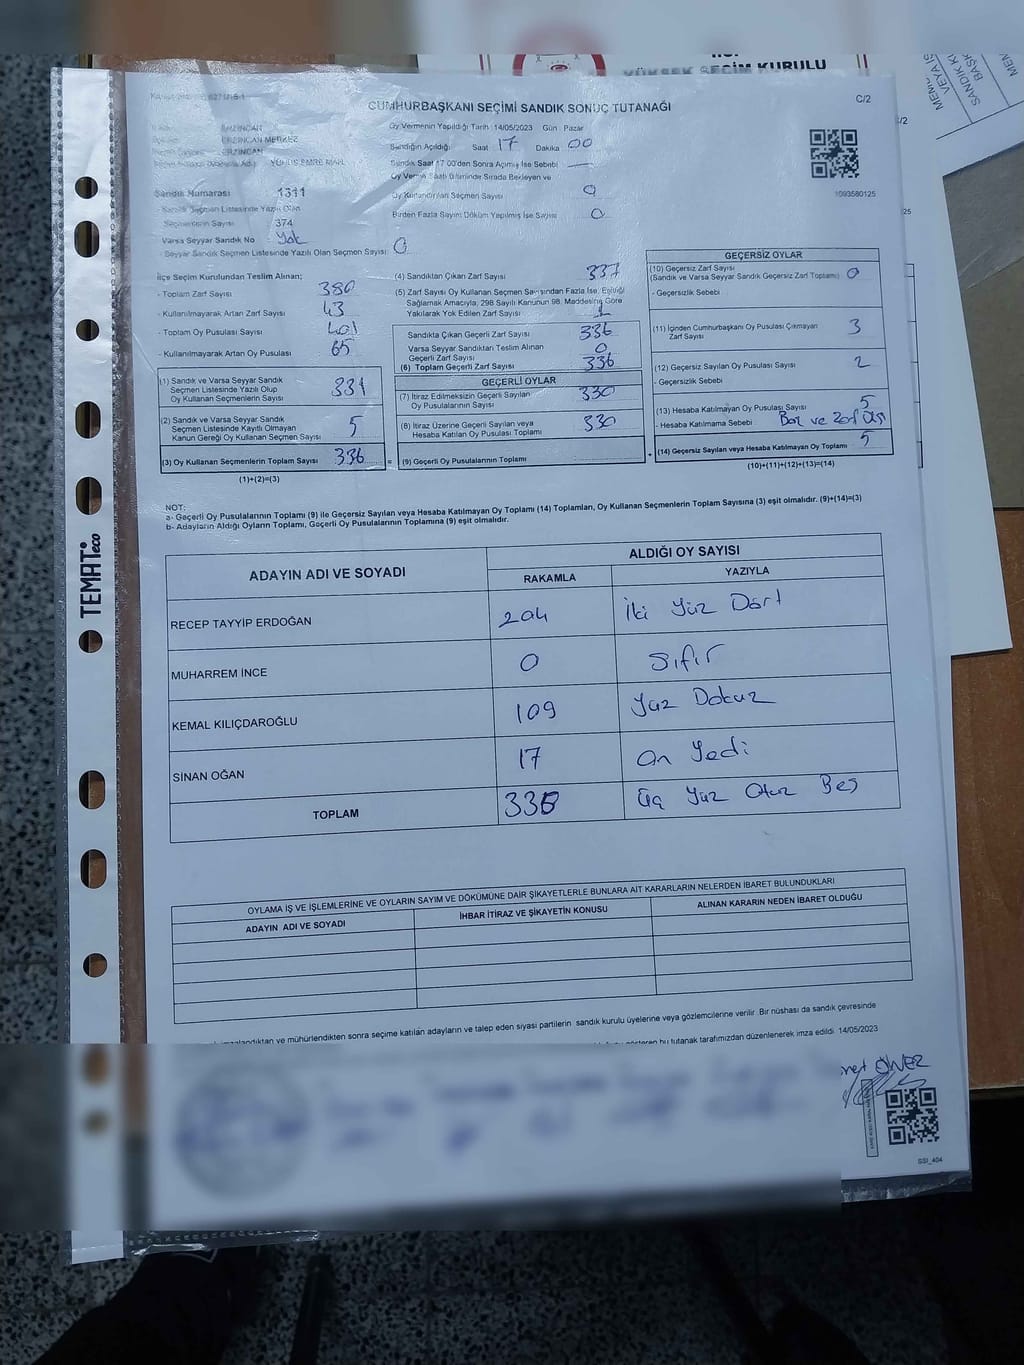 YÜKSEK SEÇİM KURULU
CUMHURBAŞKANI SEÇİMİ SANDIK SONUÇ TUTANAĞI
C/2
ERZİNCAN
ERZİNCAN MERKEZ
ERZİNCAN
YUNUS EMRE MAH.
Sandık Numarası 1311
Sandık Seçmen Listesinde Yazılı Olan
Seçmenlerin Sayısı 374
Varsa Seyyar Sandık No Yok
- Seyyar Sandık Seçmen Listesinde Yazılı Olan Seçmen Sayısı 0
Oy Vermenin Yapıldığı Tarih 14/05/2023 Gün Pazar
Sandığın Açıldığı Saat 17 Dakika 00
Sandık Saat 17:00'den Sonra Açılmış İse Sebebi —
Oy Verme Saati Bitiminde Sırada Bekleyen ve
Oy Kullandırılan Seçmen Sayısı 0
Birden Fazla Sayım Döküm Yapılmış İse Sayısı 0
1093580125
İlçe Seçim Kurulundan Teslim Alınan;
- Toplam Zarf Sayısı 380
- Kullanılmayarak Artan Zarf Sayısı 43
- Toplam Oy Pusulası Sayısı 401
- Kullanılmayarak Artan Oy Pusulası 65
(1) Sandık ve Varsa Seyyar Sandık
Seçmen Listesinde Yazılı Olup
Oy Kullanan Seçmenlerin Sayısı 331
(2) Sandık ve Varsa Seyyar Sandık
Seçmen Listesinde Kayıtlı Olmayan
Kanun Gereği Oy Kullanan Seçmen Sayısı 5
(3) Oy Kullanan Seçmenlerin Toplam Sayısı 336
(1)+(2)=(3)
(4) Sandıktan Çıkan Zarf Sayısı 337
(5) Zarf Sayısı Oy Kullanan Seçmen Sayısından Fazla İse, Eşitliği
Sağlamak Amacıyla, 298 Sayılı Kanunun 98. Maddesine Göre
Yakılarak Yok Edilen Zarf Sayısı 1
Sandıkta Çıkan Geçerli Zarf Sayısı 336
Varsa Seyyar Sandıktan Teslim Alınan
Geçerli Zarf Sayısı 0
(6) Toplam Geçerli Zarf Sayısı 336
GEÇERLİ OYLAR
(7) İtiraz Edilmeksizin Geçerli Sayılan
Oy Pusulalarının Sayısı 330
(8) İtiraz Üzerine Geçerli Sayılan veya
Hesaba Katılan Oy Pusulası Toplamı 330
(9) Geçerli Oy Pusulalarının Toplamı
GEÇERSİZ OYLAR
(10) Geçersiz Zarf Sayısı
(Sandık ve Varsa Seyyar Sandık Geçersiz Zarf Toplamı) 0
- Geçersizlik Sebebi
(11) İçinden Cumhurbaşkanı Oy Pusulası Çıkmayan
Zarf Sayısı 3
(12) Geçersiz Sayılan Oy Pusulası Sayısı 2
- Geçersizlik Sebebi
(13) Hesaba Katılmayan Oy Pusulası Sayısı 5
- Hesaba Katılmama Sebebi
(14) Geçersiz Sayılan veya Hesaba Katılmayan Oy Toplamı 5
(10)+(11)+(12)+(13)=(14)
NOT:
a- Geçerli Oy Pusulalarının Toplamı (9) ile Geçersiz Sayılan veya Hesaba Katılmayan Oy Toplamı (14) Toplamları, Oy Kullanan Seçmenlerin Toplam Sayısına (3) eşit olmalıdır. (9)+(14)=(3)
b- Adayların Aldığı Oyların Toplamı, Geçerli Oy Pusulalarının Toplamına (9) eşit olmalıdır.
ADAYIN ADI VE SOYADI
ALDIĞI OY SAYISI
RAKAMLA YAZIYLA
RECEP TAYYİP ERDOĞAN 204 İki Yüz Dört
MUHARREM İNCE 0 Sıfır
KEMAL KILIÇDAROĞLU 109 Yüz Dokuz
SİNAN OĞAN 17 On Yedi
TOPLAM 335 Üç Yüz Otuz Beş
OYLAMA İŞ VE İŞLEMLERİNE VE OYLARIN SAYIM VE DÖKÜMÜNE DAİR ŞİKAYETLERLE BUNLARA AİT KARARLARIN NELERDEN İBARET BULUNDUKLARI
ADAYIN ADI VE SOYADI İHBAR İTİRAZ VE ŞİKAYETİN KONUSU ALINAN KARARIN NEDEN İBARET OLDUĞU
imzalandıktan ve mühürlendikten sonra seçime katılan adayların ve talep eden siyasi partilerin sandık kurulu üyelerine veya gözlemcilerine verilir. Bir nüshası da sandık çevresinde
bu tutanak tarafımızdan düzenlenerek imza edildi. 14/05/2023
ÖNER
SSI_404
TEMAT eco